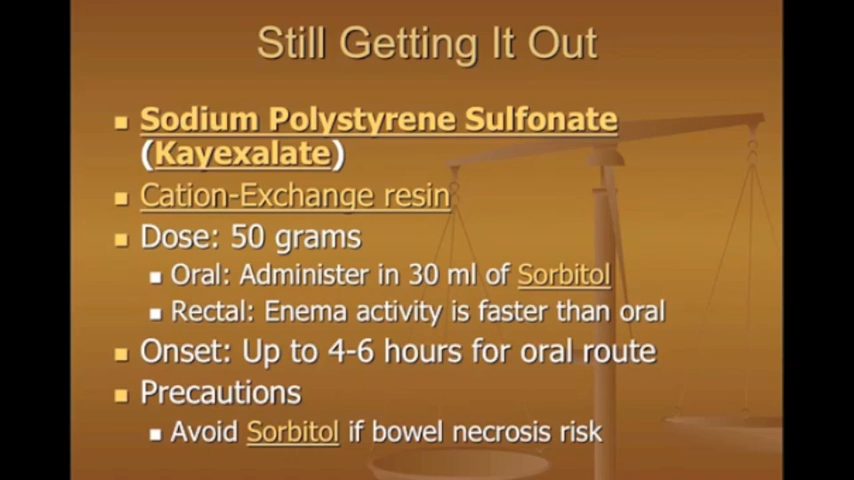 Still Getting It Out
Sodium Polystyrene Sulfonate
(Kayexalate)
Cation-Exchange resin
Dose: 50 grams
Oral: Administer in 30 ml of Sorbitol
Rectal: Enema activity is faster than oral
Onset: Up to 4-6 hours for oral route
Precautions
Avoid Sorbitol if bowel necrosis risk